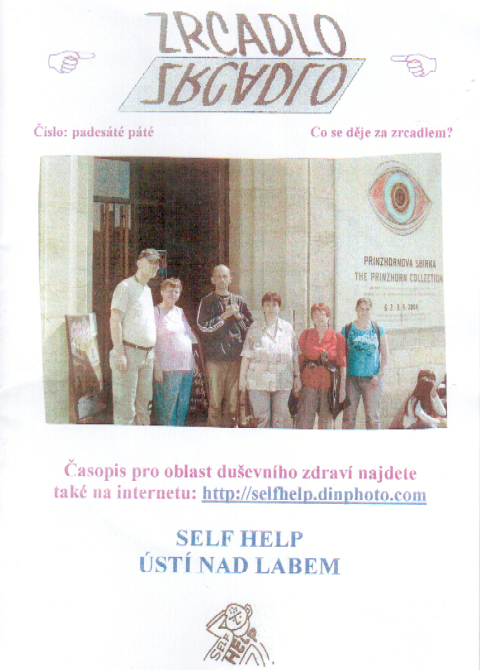 ZRCADLO
ZRCADLO
Číslo: padesáté páté
Co se děje za zrcadlem?
PRINZHORNOVA SBÍRKA
THE PRINZHORN COLLECTION
Časopis pro oblast duševního zdraví najdete
také na internetu: http://selfhelp.dinphoto.com
SELF HELP
ÚSTÍ NAD LABEM
SELF
HELP